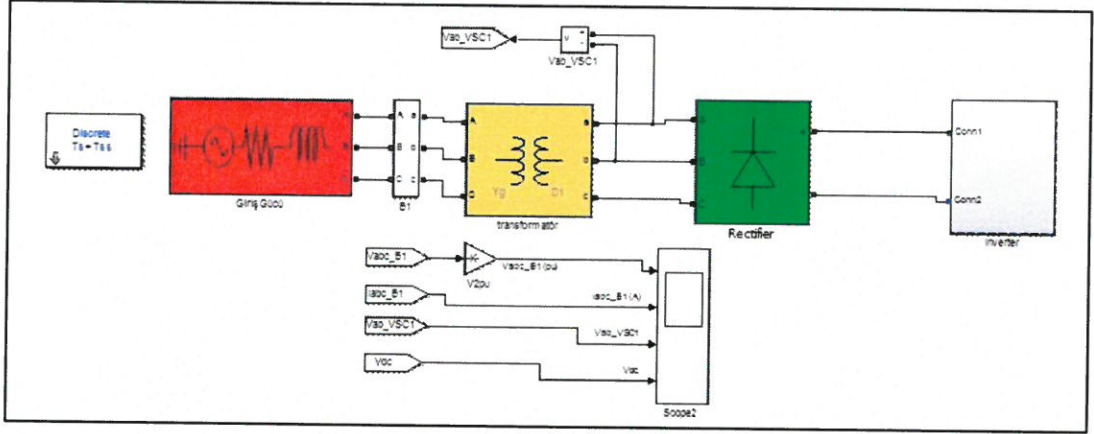 Vab_VSC1
v + -
Vab_VSC1
Discrete
Ts = Tss
A A a A a A
B B b B b B
C C c C c C
Conn1
Conn2
Yg D1
Giriş Gücü
B1
transformatör
Rectifier
inverter
Vabc_B1
K
V2pu
Vabc_B1(pu)
Iabc_B1
Iabc_B1(A)
Vab_VSC1
Vab_VSC1
Vdc
Vdc
Scope2